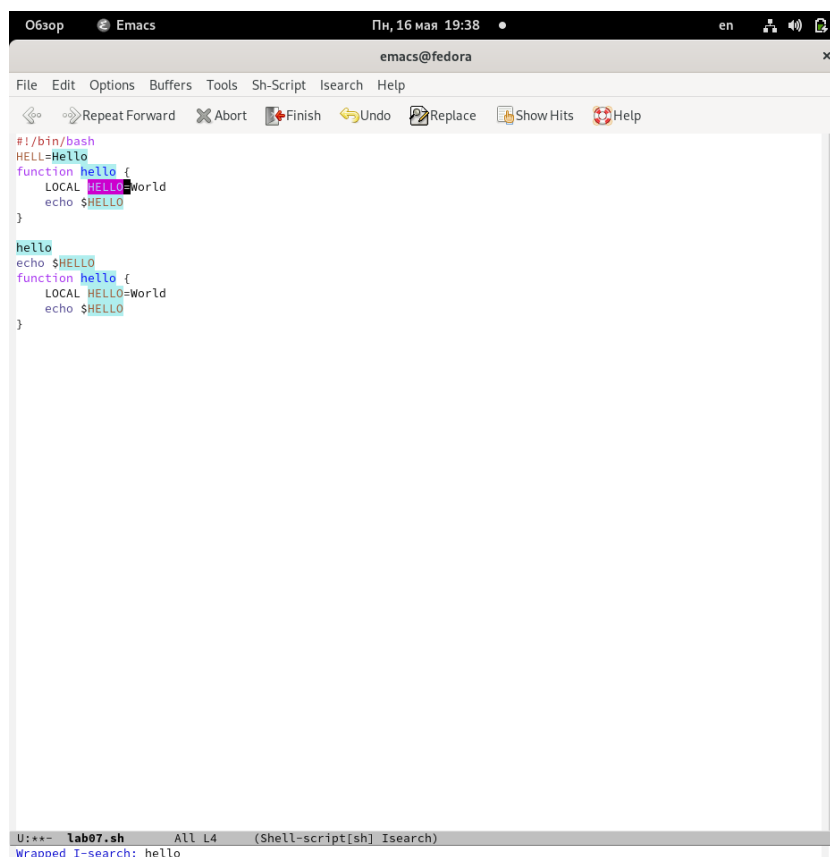 Обзор Emacs Пн, 16 мая 19:38 en
emacs@fedora ×
File Edit Options Buffers Tools Sh-Script Isearch Help
Repeat Forward Abort Finish Undo Replace Show Hits Help
#!/bin/bash
HELL=Hello
function hello {
    LOCAL HELLO=World
    echo $HELLO
}
hello
echo $HELLO
function hello {
    LOCAL HELLO=World
    echo $HELLO
}
U:**- lab07.sh All L4 (Shell-script[sh] Isearch)
Wrapped I-search: hello